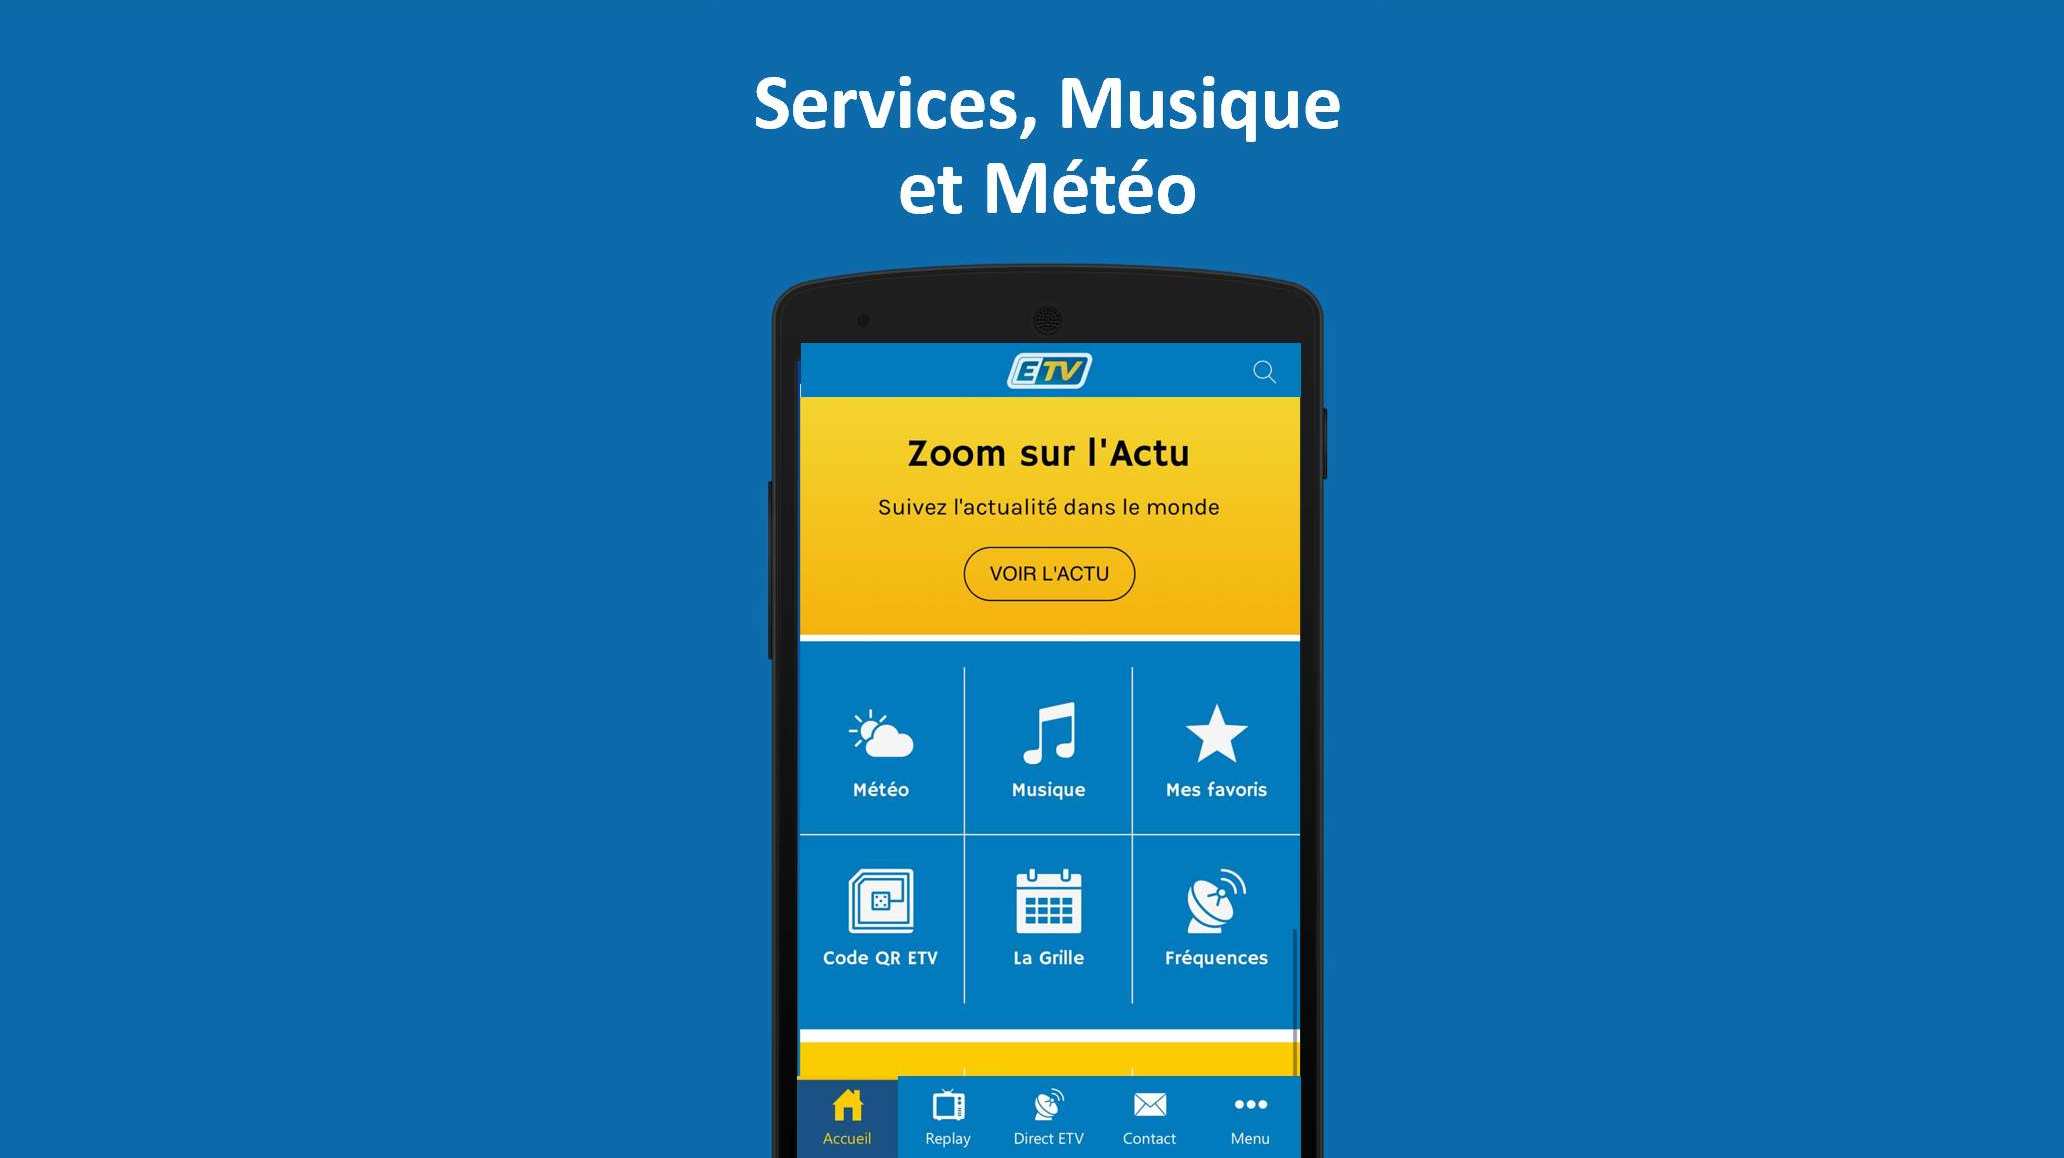 Services, Musique
et Météo
ETV
Zoom sur l'Actu
Suivez l'actualité dans le monde
VOIR L'ACTU
Météo
Musique
Mes favoris
Code QR ETV
La Grille
Fréquences
Accueil
Replay
Direct ETV
Contact
Menu